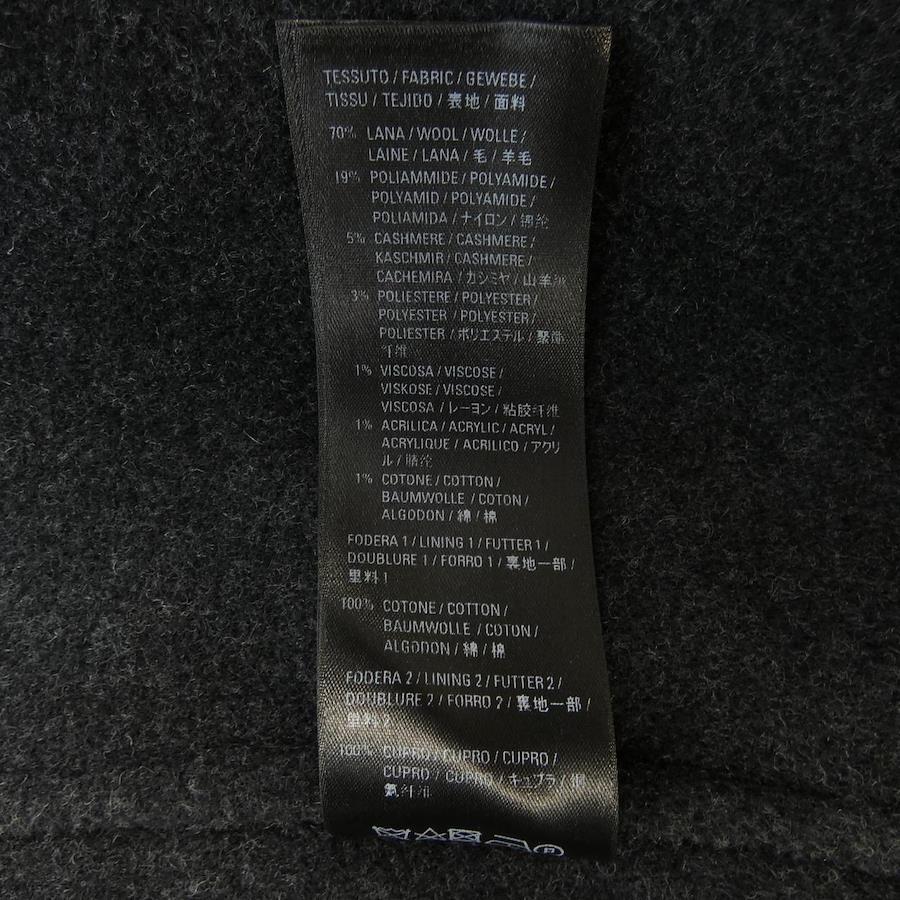 TESSUTO / FABRIC / GEWEBE /
TISSU / TEJIDO / 表地 / 面料
70% LANA / WOOL / WOLLE /
LAINE / LANA / 毛 / 羊毛
19% POLIAMMIDE / POLYAMIDE /
POLYAMID / POLYAMIDE /
POLIAMIDA / ナイロン / 锦纶
5% CASHMERE / CASHMERE /
KASCHMIR / CASHMERE /
CACHEMIRA / カシミヤ / 山羊绒
3% POLIESTERE / POLYESTER /
POLYESTER / POLYESTER /
POLIESTER / ポリエステル / 聚酯
纤维
1% VISCOSA / VISCOSE /
VISKOSE / VISCOSE /
VISCOSA / レーヨン / 粘胶纤维
1% ACRILICA / ACRYLIC / ACRYL /
ACRYLIQUE / ACRILICO / アクリ
ル / 腈纶
1% COTONE / COTTON /
BAUMWOLLE / COTON /
ALGODON / 綿 / 棉
FODERA 1 / LINING 1 / FUTTER 1 /
DOUBLURE 1 / FORRO 1 / 裏地一部 /
里料 1
100% COTONE / COTTON /
BAUMWOLLE / COTON /
ALGODON / 綿 / 棉
FODERA 2 / LINING 2 / FUTTER 2 /
DOUBLURE 2 / FORRO 2 / 裏地一部 /
里料 2
100% CUPRO / CUPRO / CUPRO /
CUPRO / CUPRO / キュプラ / 铜
氨纤维